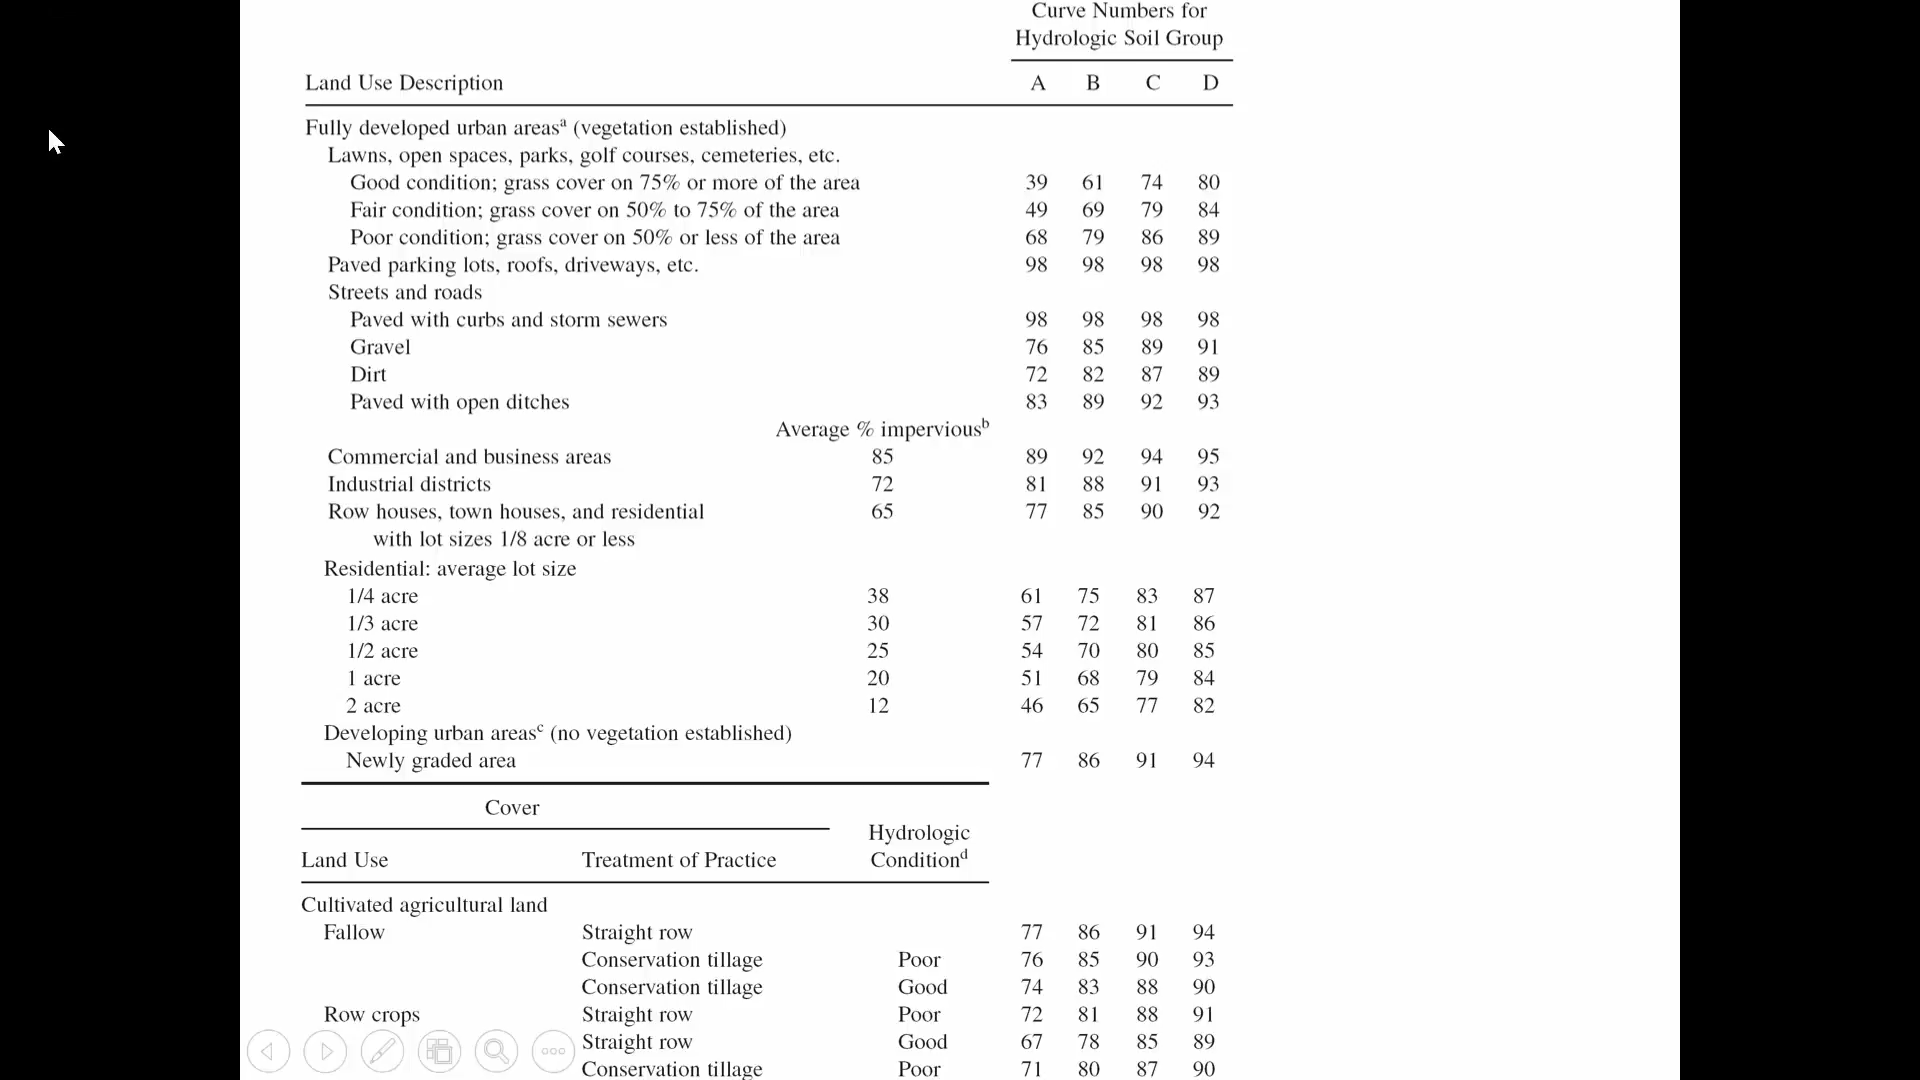 Curve Numbers for
Hydrologic Soil Group
Land Use Description A B C D
Fully developed urban areasᵃ (vegetation established)
Lawns, open spaces, parks, golf courses, cemeteries, etc.
Good condition; grass cover on 75% or more of the area 39 61 74 80
Fair condition; grass cover on 50% to 75% of the area 49 69 79 84
Poor condition; grass cover on 50% or less of the area 68 79 86 89
Paved parking lots, roofs, driveways, etc. 98 98 98 98
Streets and roads
Paved with curbs and storm sewers 98 98 98 98
Gravel 76 85 89 91
Dirt 72 82 87 89
Paved with open ditches 83 89 92 93
Average % imperviousᵇ
Commercial and business areas 85 89 92 94 95
Industrial districts 72 81 88 91 93
Row houses, town houses, and residential 65 77 85 90 92
with lot sizes 1/8 acre or less
Residential: average lot size
1/4 acre 38 61 75 83 87
1/3 acre 30 57 72 81 86
1/2 acre 25 54 70 80 85
1 acre 20 51 68 79 84
2 acre 12 46 65 77 82
Developing urban areasᶜ (no vegetation established)
Newly graded area 77 86 91 94
Cover
Hydrologic
Land Use Treatment of Practice Conditionᵈ
Cultivated agricultural land
Fallow Straight row 77 86 91 94
Conservation tillage Poor 76 85 90 93
Conservation tillage Good 74 83 88 90
Row crops Straight row Poor 72 81 88 91
Straight row Good 67 78 85 89
Conservation tillage Poor 71 80 87 90